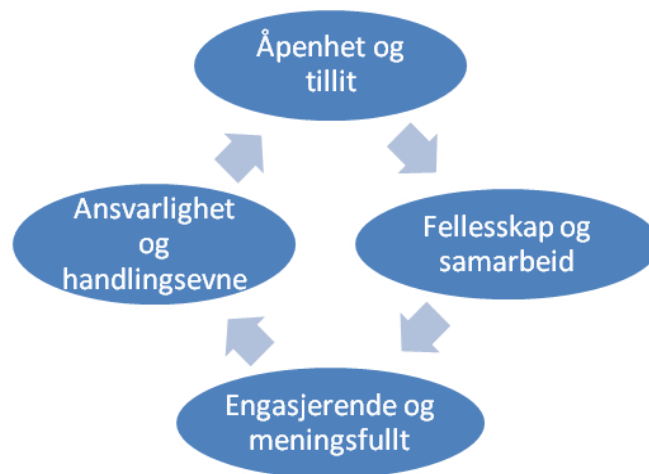 Åpenhet og
tillit
Fellesskap og
samarbeid
Engasjerende og
meningsfullt
Ansvarlighet
og
handlingsevne